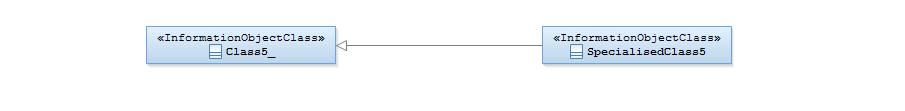 «InformationObjectClass»
Class5_
«InformationObjectClass»
SpecialisedClass5